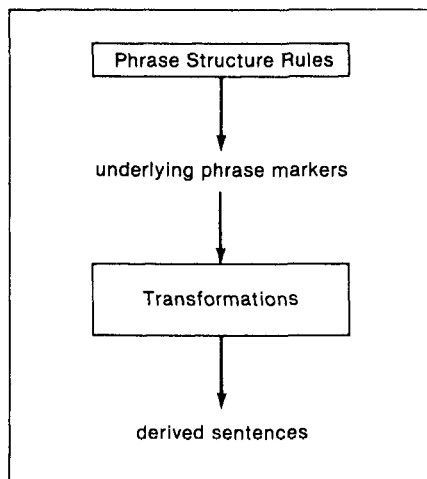 Phrase Structure Rules
underlying phrase markers
Transformations
derived sentences